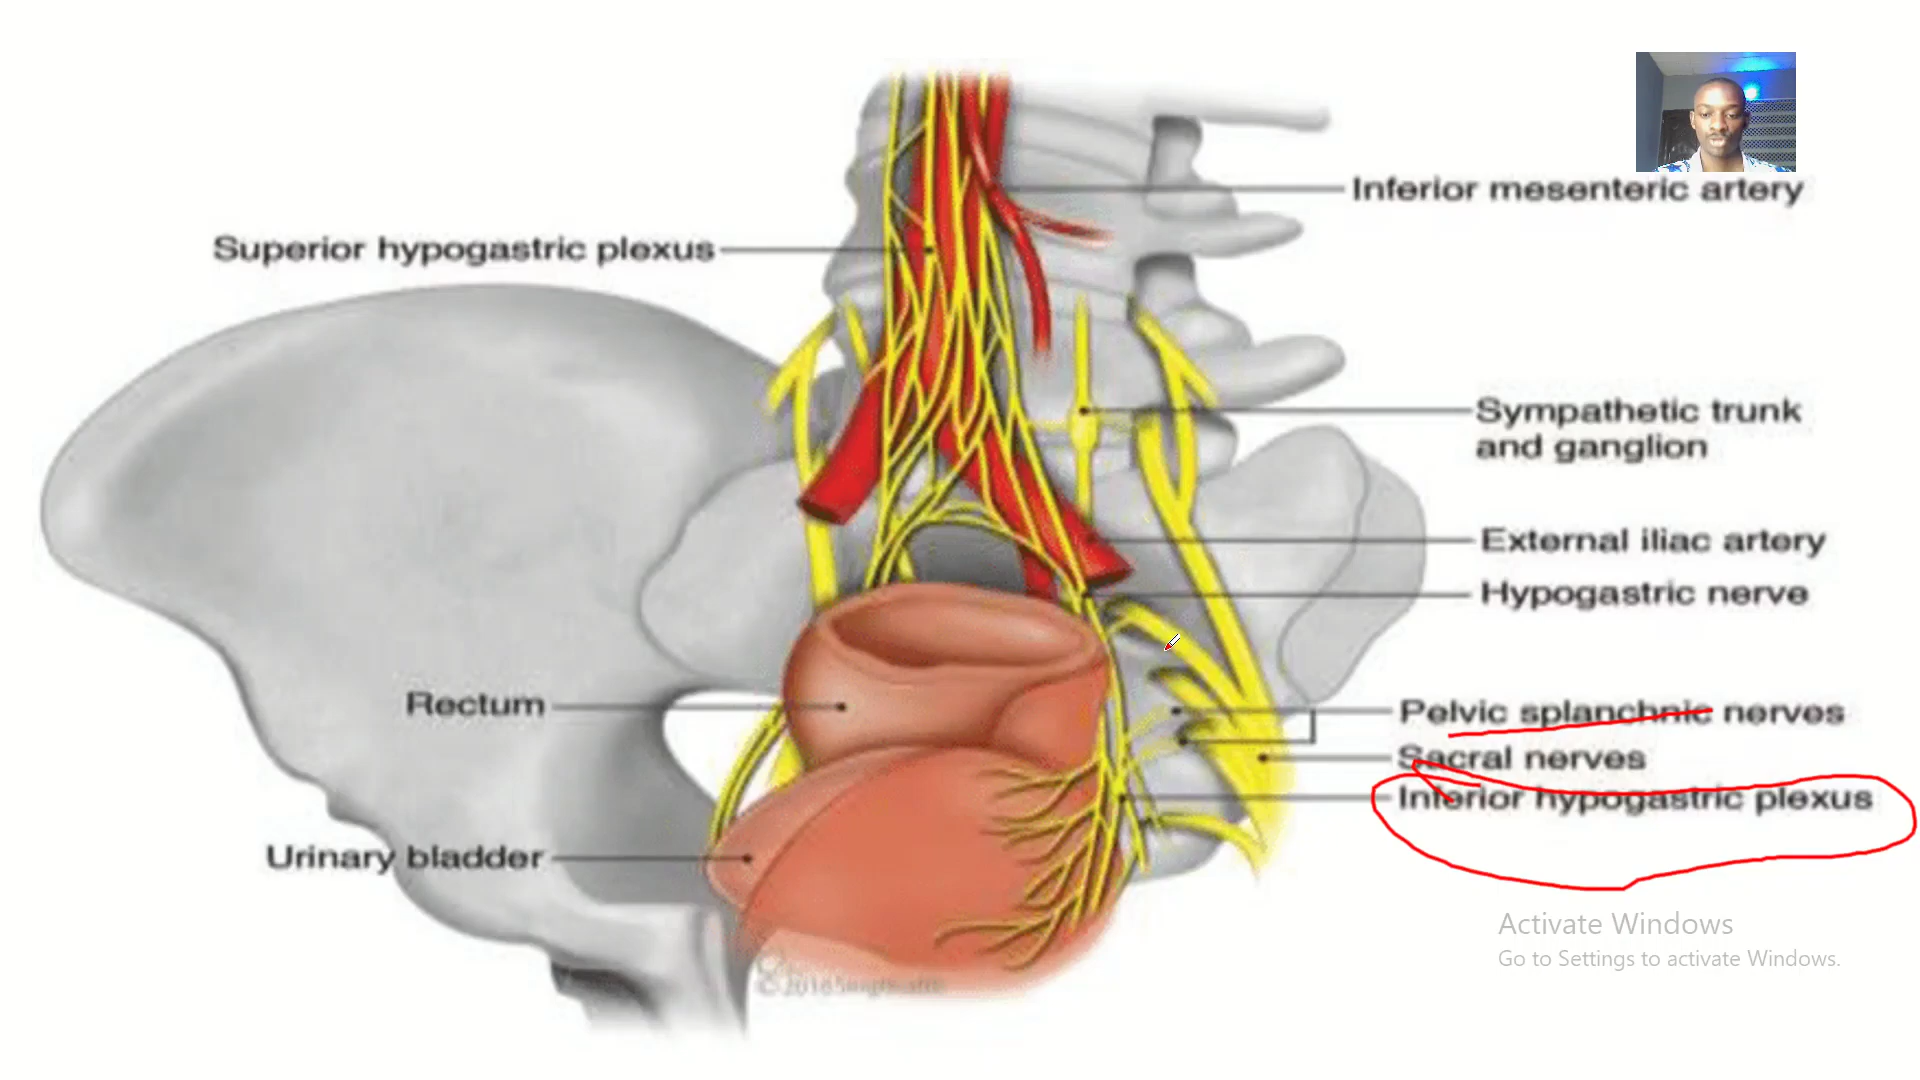 Inferior mesenteric artery
Superior hypogastric plexus
Sympathetic trunk
and ganglion
External iliac artery
Hypogastric nerve
Rectum
Pelvic splanchnic nerves
Sacral nerves
Inferior hypogastric plexus
Urinary bladder
Activate Windows
Go to Settings to activate Windows.